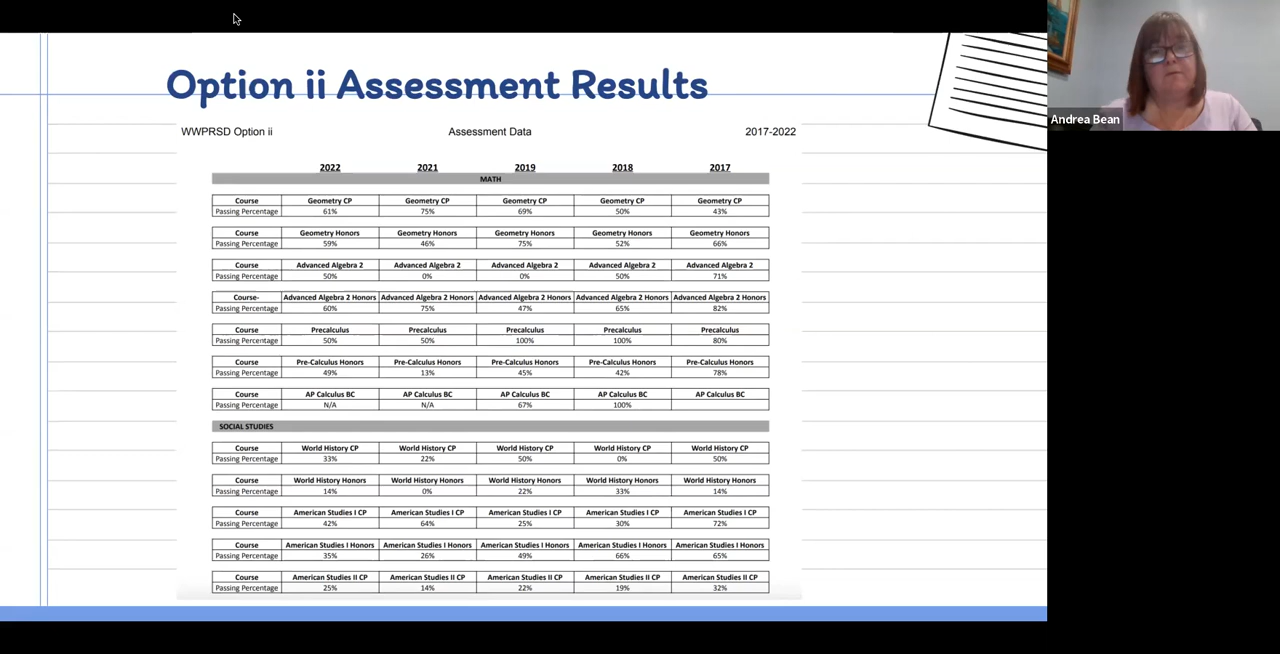 Option ii Assessment Results
WWPRSD Option ii Assessment Data 2017-2022
2022 2021 2019 2018 2017
MATH
Course Geometry CP Geometry CP Geometry CP Geometry CP Geometry CP
Passing Percentage 61% 75% 69% 50% 43%
Course Geometry Honors Geometry Honors Geometry Honors Geometry Honors Geometry Honors
Passing Percentage 59% 46% 75% 52% 66%
Course Advanced Algebra 2 Advanced Algebra 2 Advanced Algebra 2 Advanced Algebra 2 Advanced Algebra 2
Passing Percentage 50% 0% 0% 50% 71%
Course- Advanced Algebra 2 Honors Advanced Algebra 2 Honors Advanced Algebra 2 Honors Advanced Algebra 2 Honors Advanced Algebra 2 Honors
Passing Percentage 60% 75% 47% 65% 82%
Course Precalculus Precalculus Precalculus Precalculus Precalculus
Passing Percentage 50% 50% 100% 100% 80%
Course Pre-Calculus Honors Pre-Calculus Honors Pre-Calculus Honors Pre-Calculus Honors Pre-Calculus Honors
Passing Percentage 49% 13% 45% 42% 78%
Course AP Calculus BC AP Calculus BC AP Calculus BC AP Calculus BC AP Calculus BC
Passing Percentage N/A N/A 67% 100%
SOCIAL STUDIES
Course World History CP World History CP World History CP World History CP World History CP
Passing Percentage 33% 22% 50% 0% 50%
Course World History Honors World History Honors World History Honors World History Honors World History Honors
Passing Percentage 14% 0% 22% 33% 14%
Course American Studies I CP American Studies I CP American Studies I CP American Studies I CP American Studies I CP
Passing Percentage 42% 64% 25% 30% 72%
Course American Studies I Honors American Studies I Honors American Studies I Honors American Studies I Honors American Studies I Honors
Passing Percentage 35% 26% 49% 66% 65%
Course American Studies II CP American Studies II CP American Studies II CP American Studies II CP American Studies II CP
Passing Percentage 25% 14% 22% 19% 32%
Andrea Bean